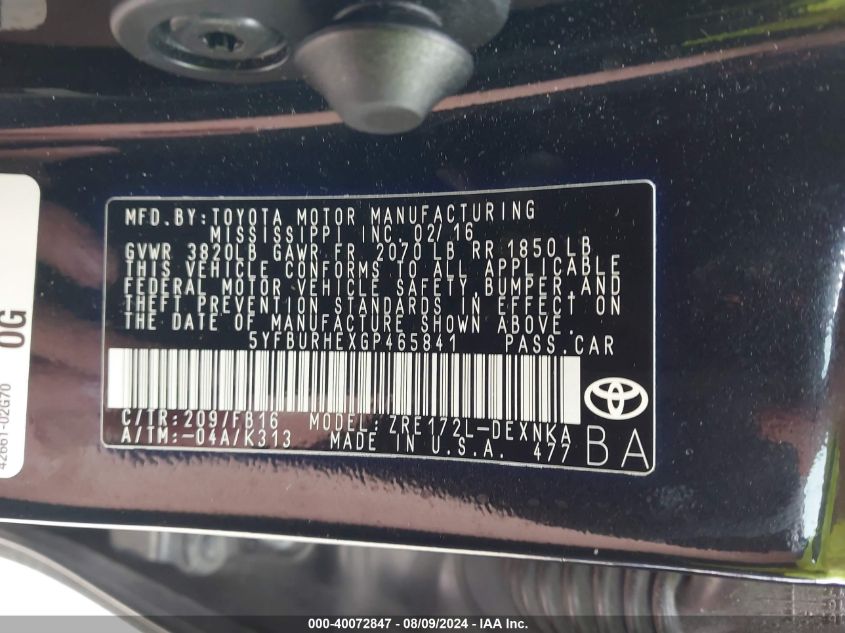 MFD.BY:TOYOTA MOTOR MANUFACTURING
MISSISSIPPI INC.02/16
GVWR 3820LB GAWR FR 2070 LB RR 1850 LB
THIS VEHICLE CONFORMS TO ALL APPLICABLE
FEDERAL MOTOR VEHICLE SAFETY,BUMPER,AND
THEFT PREVENTION STANDARDS IN EFFECT ON
THE DATE OF MANUFACTURE SHOWN ABOVE.
5YFBURHEXGP465841 PASS.CAR
C/TR:209/FB16 MODEL:ZRE172L-DEXNKA
A/TM:-04A/K313 MADE IN U.S.A. 477
BA
0G
42661-02G70
000-40072847 - 08/09/2024 - IAA Inc.